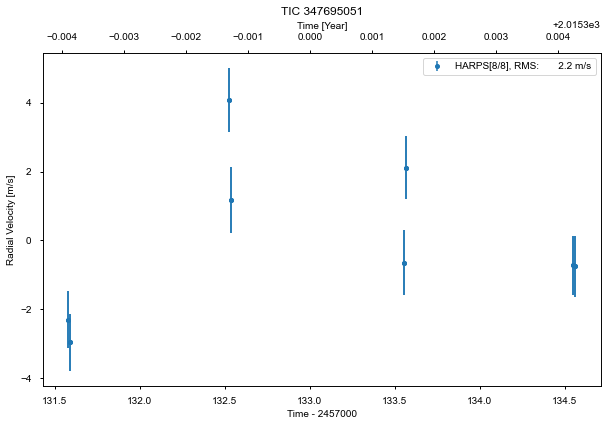 TIC 347695051
Time [Year]
+2.0153e3
−0.004 −0.003 −0.002 −0.001 0.000 0.001 0.002 0.003 0.004
HARPS[8/8], RMS: 2.2 m/s
Radial Velocity [m/s]
4
2
0
−2
−4
131.5 132.0 132.5 133.0 133.5 134.0 134.5
Time - 2457000